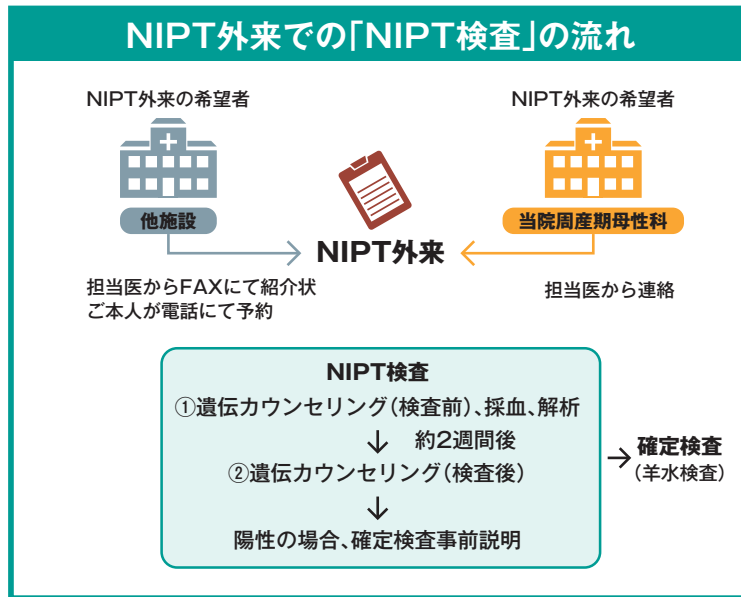 NIPT外来での「NIPT検査」の流れ
NIPT外来の希望者
他施設
担当医からFAXにて紹介状
ご本人が電話にて予約
NIPT外来
NIPT外来の希望者
当院周産期母性科
担当医から連絡
NIPT検査
①遺伝カウンセリング(検査前)、採血、解析
約2週間後
②遺伝カウンセリング(検査後)
陽性の場合、確定検査事前説明
確定検査
(羊水検査)